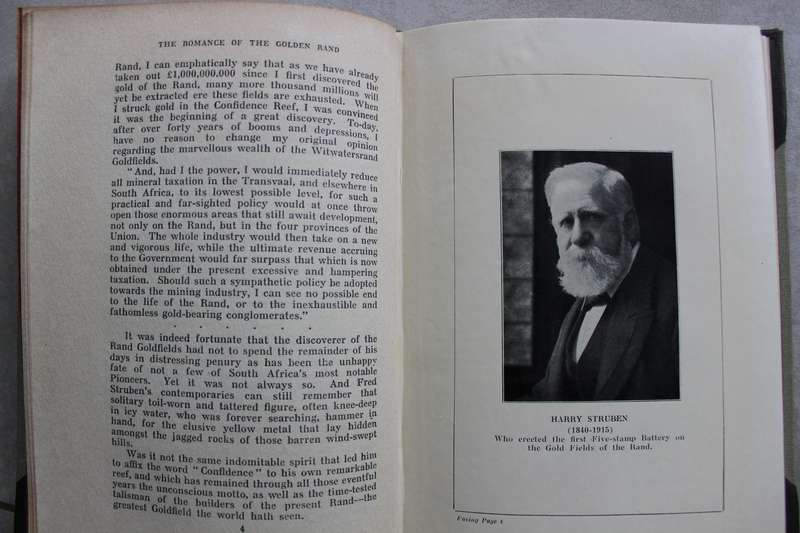 THE ROMANCE OF THE GOLDEN RAND
Rand, I can emphatically say that as we have already
taken out £1,000,000,000 since I first discovered the
gold of the Rand, many more thousand millions will
yet be extracted ere these fields are exhausted. When
I struck gold in the Confidence Reef, I was convinced
it was the beginning of a great discovery. To-day,
after over forty years of booms and depressions, I
have no reason to change my original opinion
regarding the marvellous wealth of the Witwatersrand
Goldfields.
"And, had I the power, I would immediately reduce
all mineral taxation in the Transvaal, and elsewhere in
South Africa, to its lowest possible level, for such a
practical and far-sighted policy would at once throw
open those enormous areas that still await development,
not only on the Rand, but in the four provinces of the
Union. The whole industry would then take on a new
and vigorous life, while the ultimate revenue accruing
to the Government would far surpass that which is now
obtained under the present excessive and hampering
taxation. Should such a sympathetic policy be adopted
towards the mining industry, I can see no possible end
to the life of the Rand, or to the inexhaustible and
fathomless gold-bearing conglomerates."
It was indeed fortunate that the discoverer of the
Rand Goldfields had not to spend the remainder of his
days in distressing penury as has been the unhappy
fate of not a few of South Africa's most notable
Pioneers. Yet it was not always so. And Fred
Struben's contemporaries can still remember that
solitary toil-worn and tattered figure, often knee-deep
in icy water, who was forever searching, hammer in
hand, for the elusive yellow metal that lay hidden
amongst the jagged rocks of those barren wind-swept
hills.
Was it not the same indomitable spirit that led him
to affix the word "Confidence" to his own remarkable
reef, and which has remained through all those eventful
years the unconscious motto, as well as the time-tested
talisman of the builders of the present Rand—the
greatest Goldfield the world hath seen.
4
HARRY STRUBEN
(1840-1915)
Who erected the first Five-stamp Battery on
the Gold Fields of the Rand.
Facing Page 4